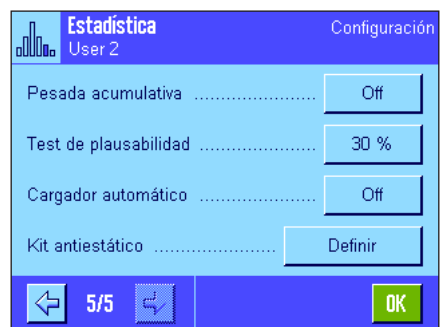 Estadística
Configuración
User 2
Pesada acumulativa ...................... Off
Test de plausabilidad ..................... 30 %
Cargador automático ..................... Off
Kit antiestático ...................... Definir
5/5
OK